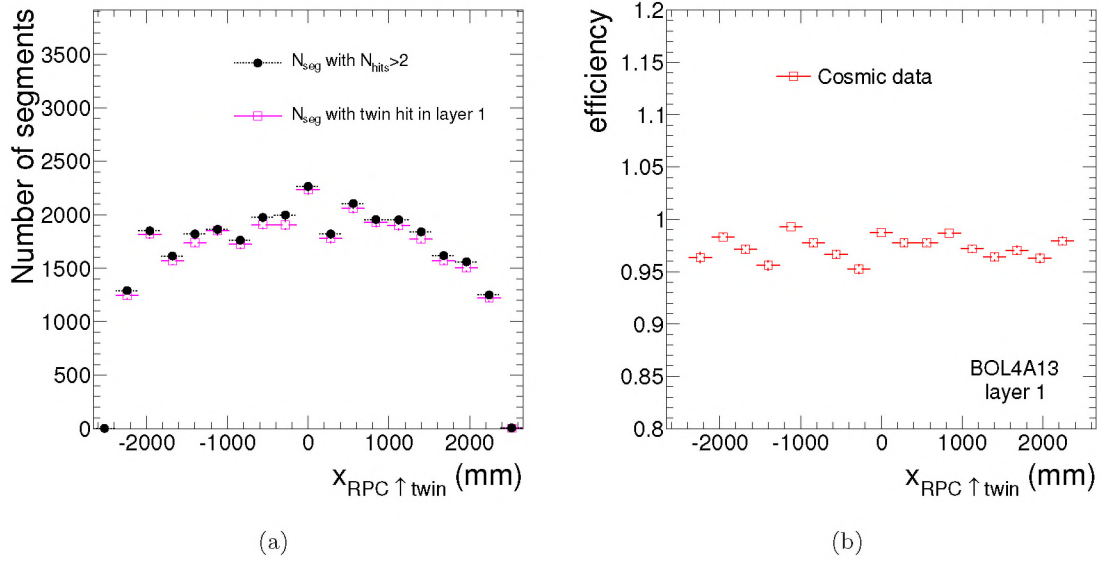 Number of segments
3500
3000
2500
2000
1500
1000
500
0
N_seg with N_hits>2
N_seg with twin hit in layer 1
-2000 -1000 0 1000 2000
x_RPC ↑ twin (mm)
(a)
efficiency
1.2
1.15
1.1
1.05
1
0.95
0.9
0.85
0.8
Cosmic data
BOL4A13
layer 1
-2000 -1000 0 1000 2000
x_RPC ↑ twin (mm)
(b)